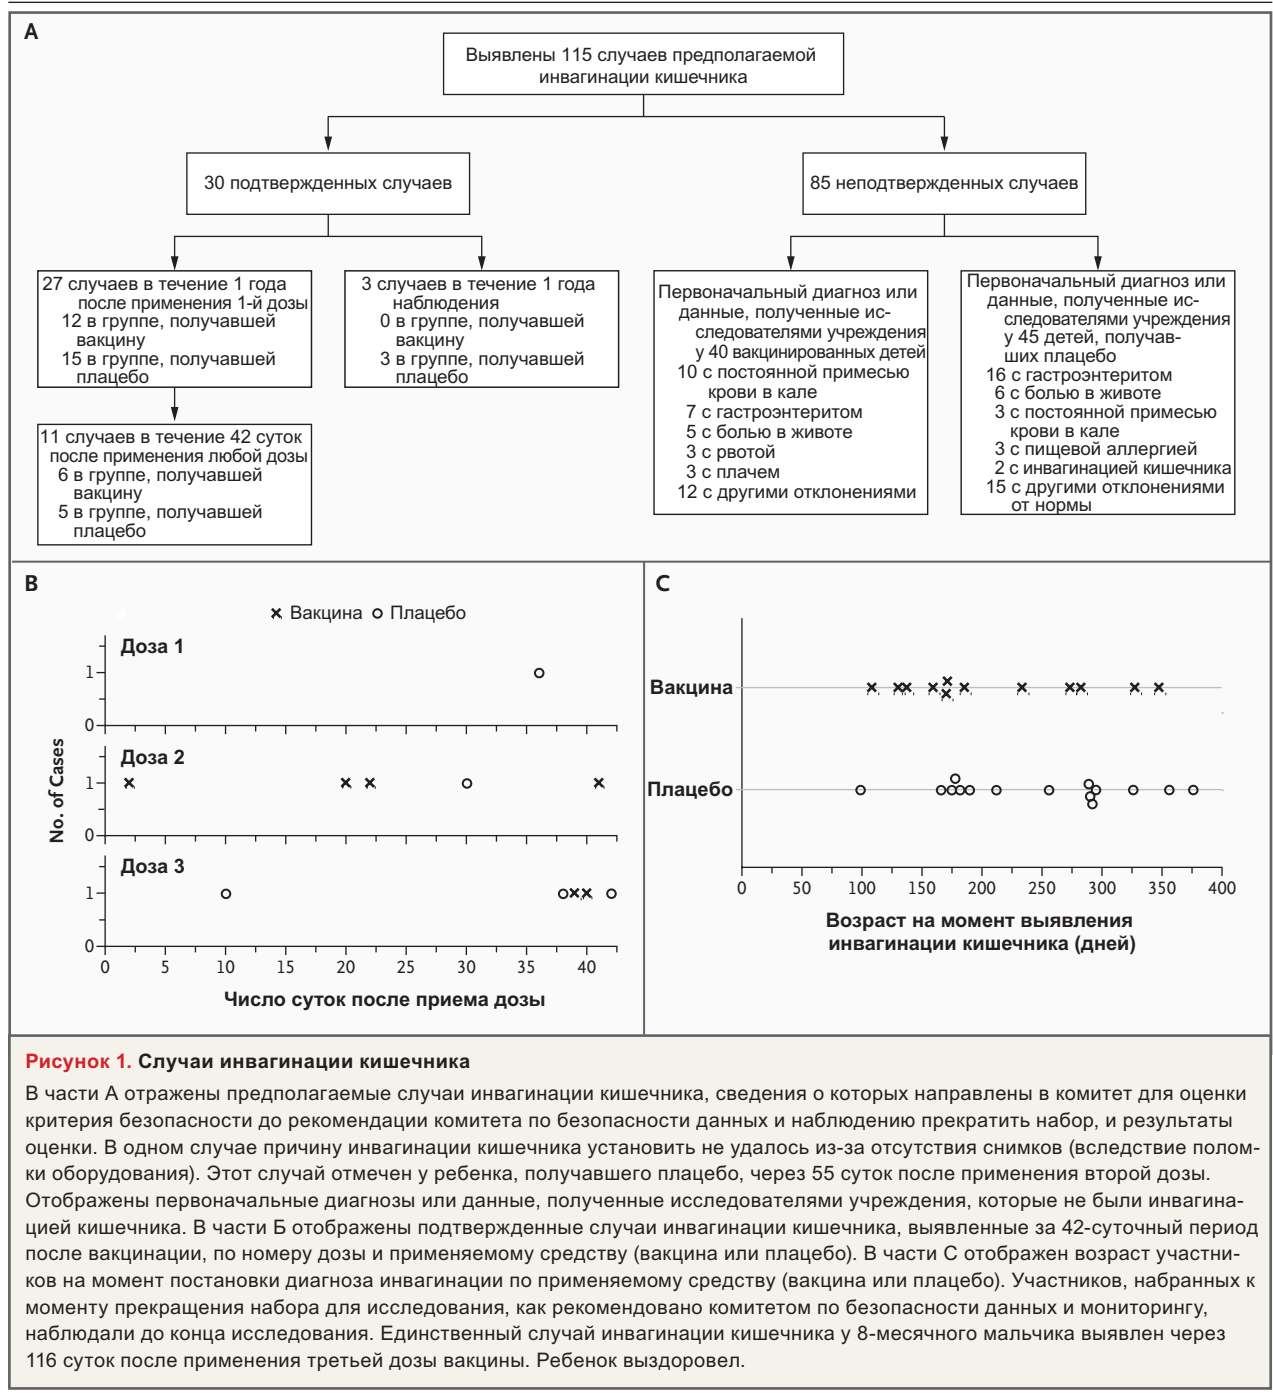 A
Выявлены 115 случаев предполагаемой
инвагинации кишечника
30 подтвержденных случаев
85 неподтвержденных случаев
27 случаев в течение 1 года
после применения 1-й дозы
12 в группе, получавшей
вакцину
15 в группе, получавшей
плацебо
3 случаев в течение 1 года
наблюдения
0 в группе, получавшей
вакцину
3 в группе, получавшей
плацебо
Первоначальный диагноз или
данные, полученные ис-
следователями учреждения
у 40 вакцинированных детей
10 с постоянной примесью
крови в кале
7 с гастроэнтеритом
5 с болью в животе
3 с рвотой
3 с плачем
12 с другими отклонениями
Первоначальный диагноз или
данные, полученные ис-
следователями учреждения
у 45 детей, получав-
ших плацебо
16 с гастроэнтеритом
6 с болью в животе
3 с постоянной примесью
крови в кале
3 с пищевой аллергией
2 с инвагинацией кишечника
15 с другими отклонениями
от нормы
11 случаев в течение 42 суток
после применения любой дозы
6 в группе, получавшей
вакцину
5 в группе, получавшей
плацебо
B
Вакцина Плацебо
Доза 1
1
0
Доза 2
1
0
Доза 3
1
0
No. of Cases
0 5 10 15 20 25 30 35 40
Число суток после приема дозы
C
Вакцина
Плацебо
0 50 100 150 200 250 300 350 400
Возраст на момент выявления
инвагинации кишечника (дней)
Рисунок 1. Случаи инвагинации кишечника
В части А отражены предполагаемые случаи инвагинации кишечника, сведения о которых направлены в комитет для оценки
критерия безопасности до рекомендации комитета по безопасности данных и наблюдению прекратить набор, и результаты
оценки. В одном случае причину инвагинации кишечника установить не удалось из-за отсутствия снимков (вследствие полом-
ки оборудования). Этот случай отмечен у ребенка, получавшего плацебо, через 55 суток после применения второй дозы.
Отображены первоначальные диагнозы или данные, полученные исследователями учреждения, которые не были инвагина-
цией кишечника. В части Б отображены подтвержденные случаи инвагинации кишечника, выявленные за 42-суточный период
после вакцинации, по номеру дозы и применяемому средству (вакцина или плацебо). В части С отображен возраст участни-
ков на момент постановки диагноза инвагинации по применяемому средству (вакцина или плацебо). Участников, набранных к
моменту прекращения набора для исследования, как рекомендовано комитетом по безопасности данных и мониторингу,
наблюдали до конца исследования. Единственный случай инвагинации кишечника у 8-месячного мальчика выявлен через
116 суток после применения третьей дозы вакцины. Ребенок выздоровел.